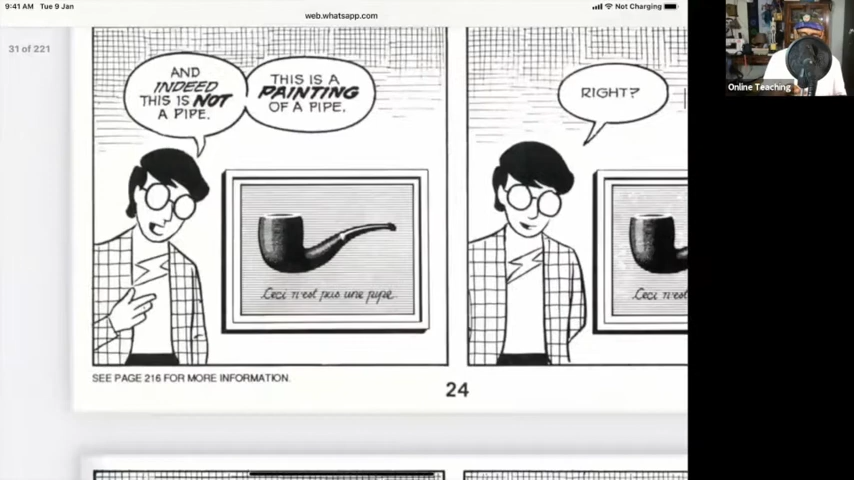 9:41 AM Tue 9 Jan
web.whatsapp.com
Not Charging
31 of 221
AND
INDEED
THIS IS NOT
A PIPE.
THIS IS A
PAINTING
OF A PIPE.
Ceci n'est pas une pipe.
RIGHT?
Ceci n'est
SEE PAGE 216 FOR MORE INFORMATION.
24
Online Teaching